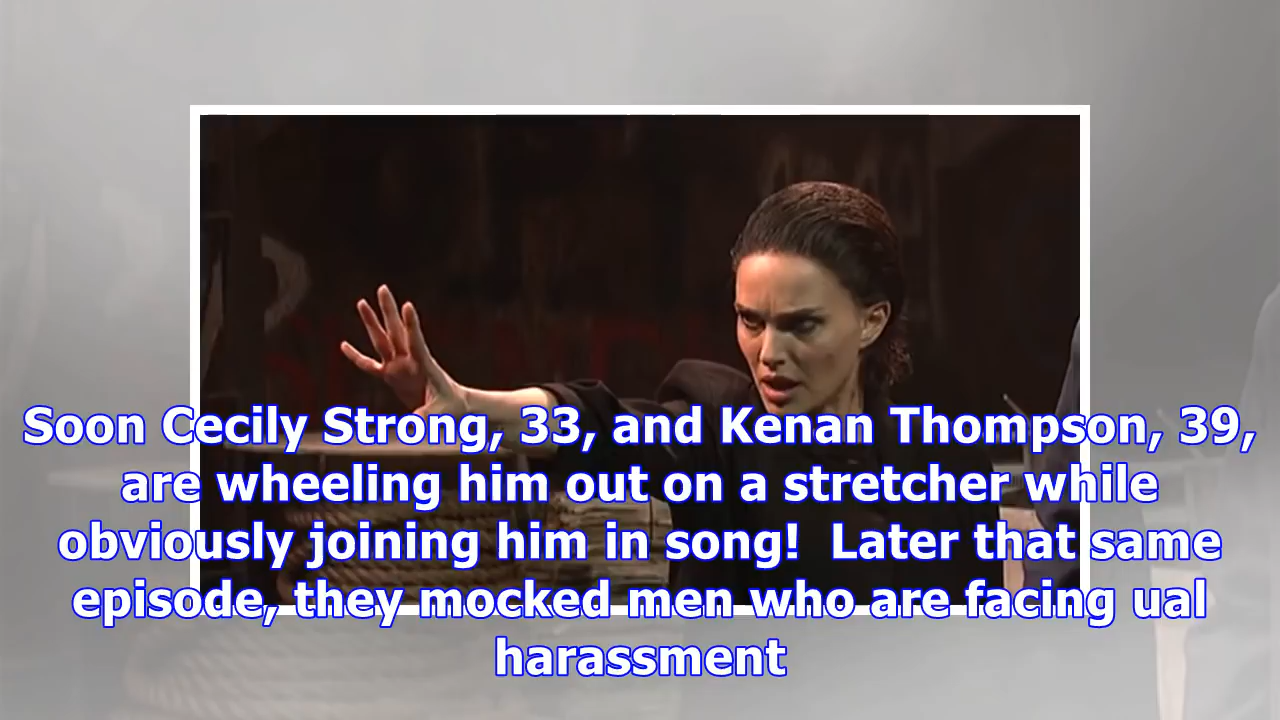 Soon Cecily Strong, 33, and Kenan Thompson, 39,
are wheeling him out on a stretcher while
obviously joining him in song!  Later that same
episode, they mocked men who are facing ual
harassment